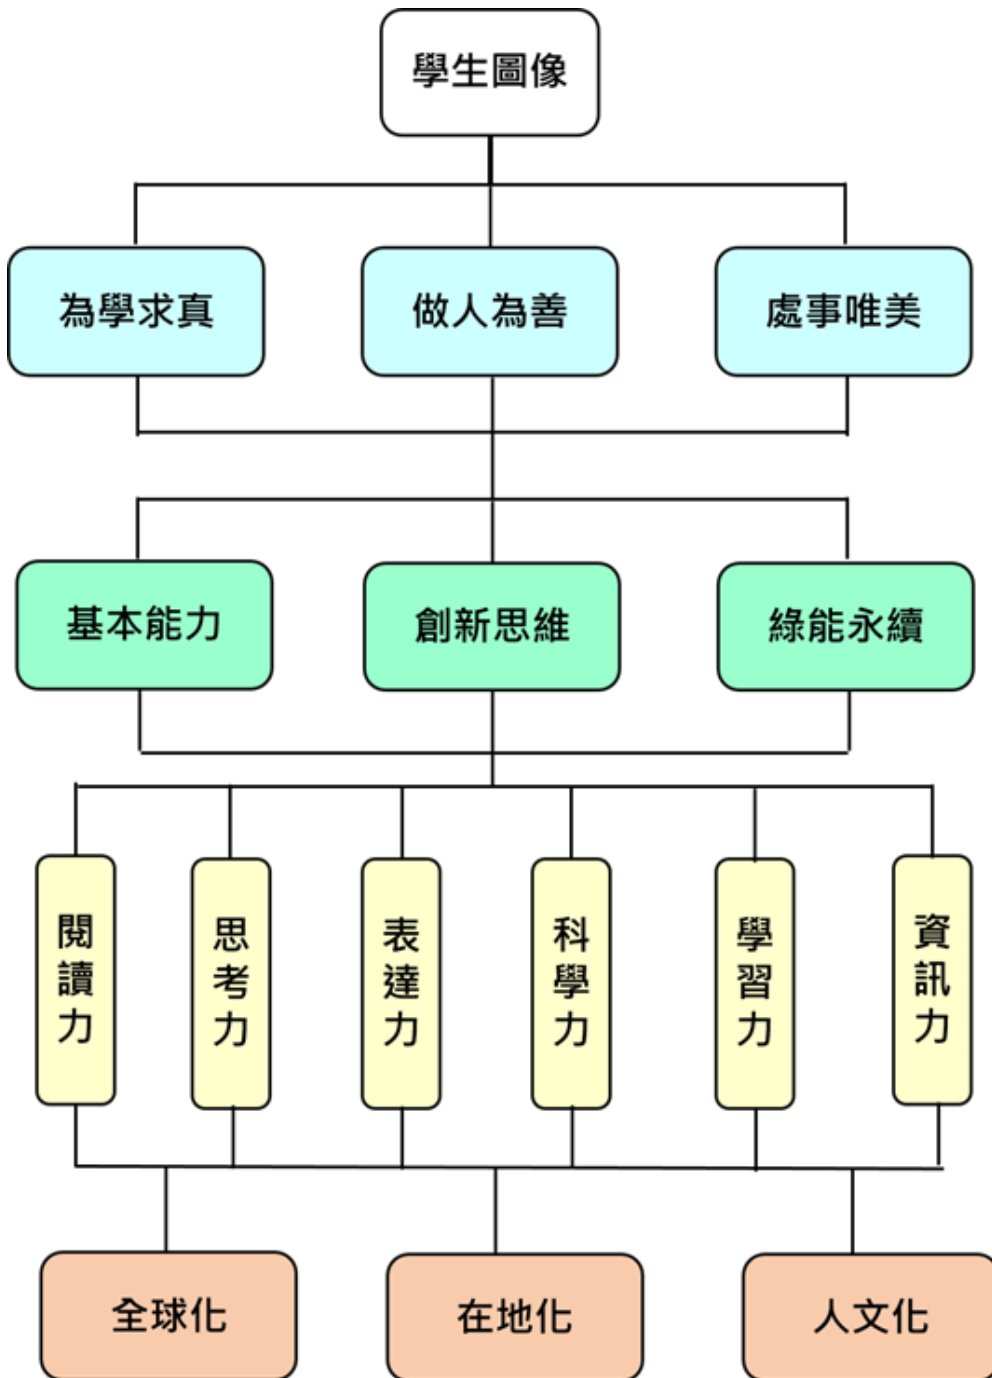 學生圖像
為學求真
做人為善
處事唯美
基本能力
創新思維
綠能永續
閱讀力
思考力
表達力
科學力
學習力
資訊力
全球化
在地化
人文化